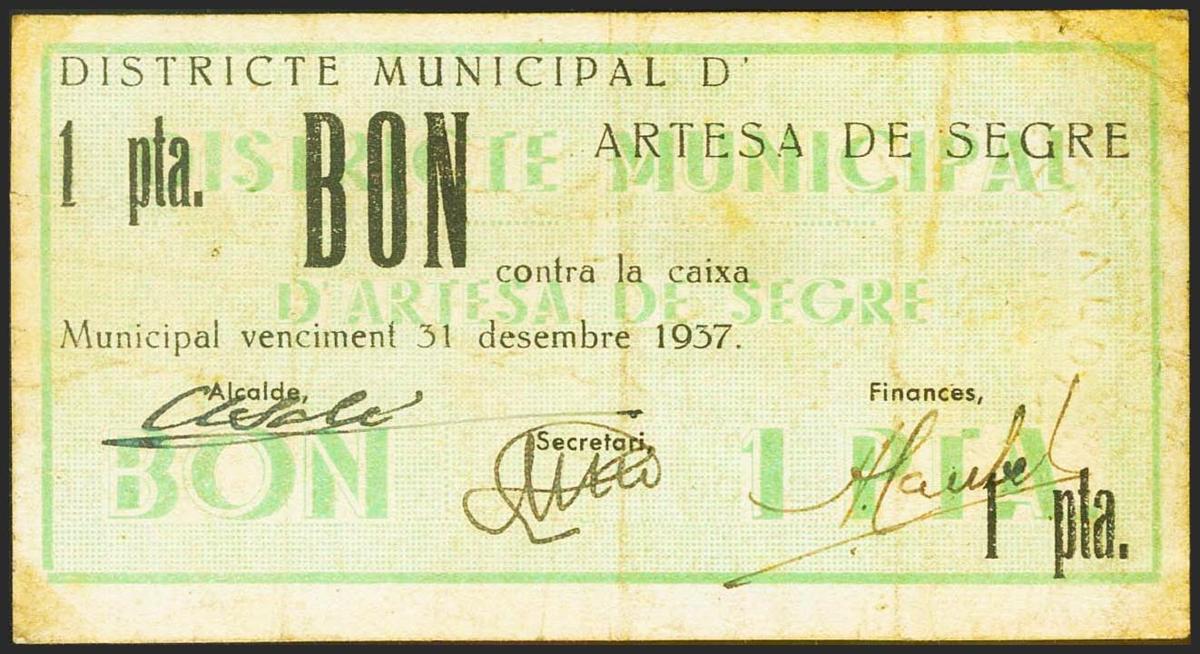 DISTRICTE MUNICIPAL D'
ARTESA DE SEGRE
1 pta.
BON
DISTRICTE MUNICIPAL
contra la caixa
D'ARTESA DE SEGRE
Municipal venciment 31 desembre 1937.
Alcalde,
Finances,
Secretari,
BON
1 PTA.
1 pta.